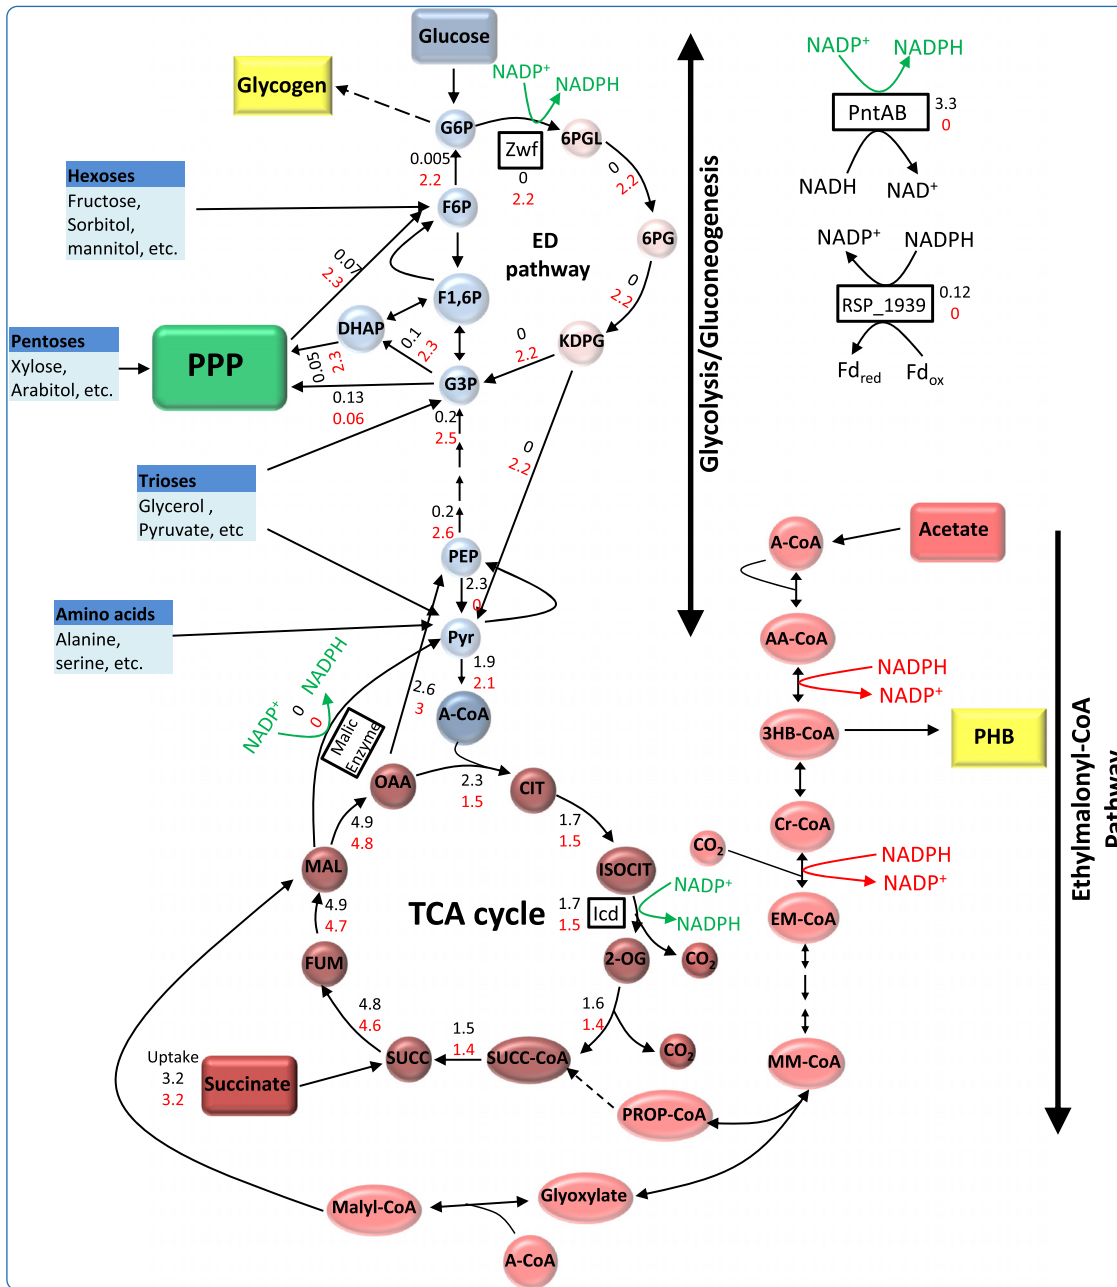 Glucose
NADP⁺
NADPH
Glycogen
G6P
Zwf
0
2.2
6PGL
0
2.2
0.005
2.2
Hexoses
Fructose,
Sorbitol,
mannitol, etc.
F6P
6PG
ED
pathway
0
2.2
0.07
2.3
F1,6P
DHAP
0.1
2.3
0
2.2
KDPG
Pentoses
Xylose,
Arabitol, etc.
PPP
0.05
2.3
G3P
0.13
0.06
0.2
2.5
0
2.2
Trioses
Glycerol ,
Pyruvate, etc
0.2
2.6
PEP
2.3
0
Amino acids
Alanine,
serine, etc.
Pyr
1.9
2.1
Glycolysis/Gluconeogenesis
NADP⁺
NADPH
PntAB
3.3
0
NADH
NAD⁺
NADP⁺
NADPH
RSP_1939
0.12
0
Fdred
Fdox
NADP⁺
NADPH
0
0
Malic
Enzyme
2.6
3
A-CoA
OAA
2.3
1.5
CIT
4.9
4.8
1.7
1.5
MAL
ISOCIT
4.9
4.7
TCA cycle
1.7
1.5
Icd
NADP⁺
NADPH
FUM
2-OG
CO₂
4.8
4.6
1.6
1.4
1.5
1.4
SUCC
SUCC-CoA
CO₂
Uptake
3.2
3.2
Succinate
PROP-CoA
Malyl-CoA
Glyoxylate
A-CoA
A-CoA
Acetate
AA-CoA
NADPH
NADP⁺
3HB-CoA
PHB
Cr-CoA
CO₂
NADPH
NADP⁺
EM-CoA
MM-CoA
Ethylmalonyl-CoA
Pathway